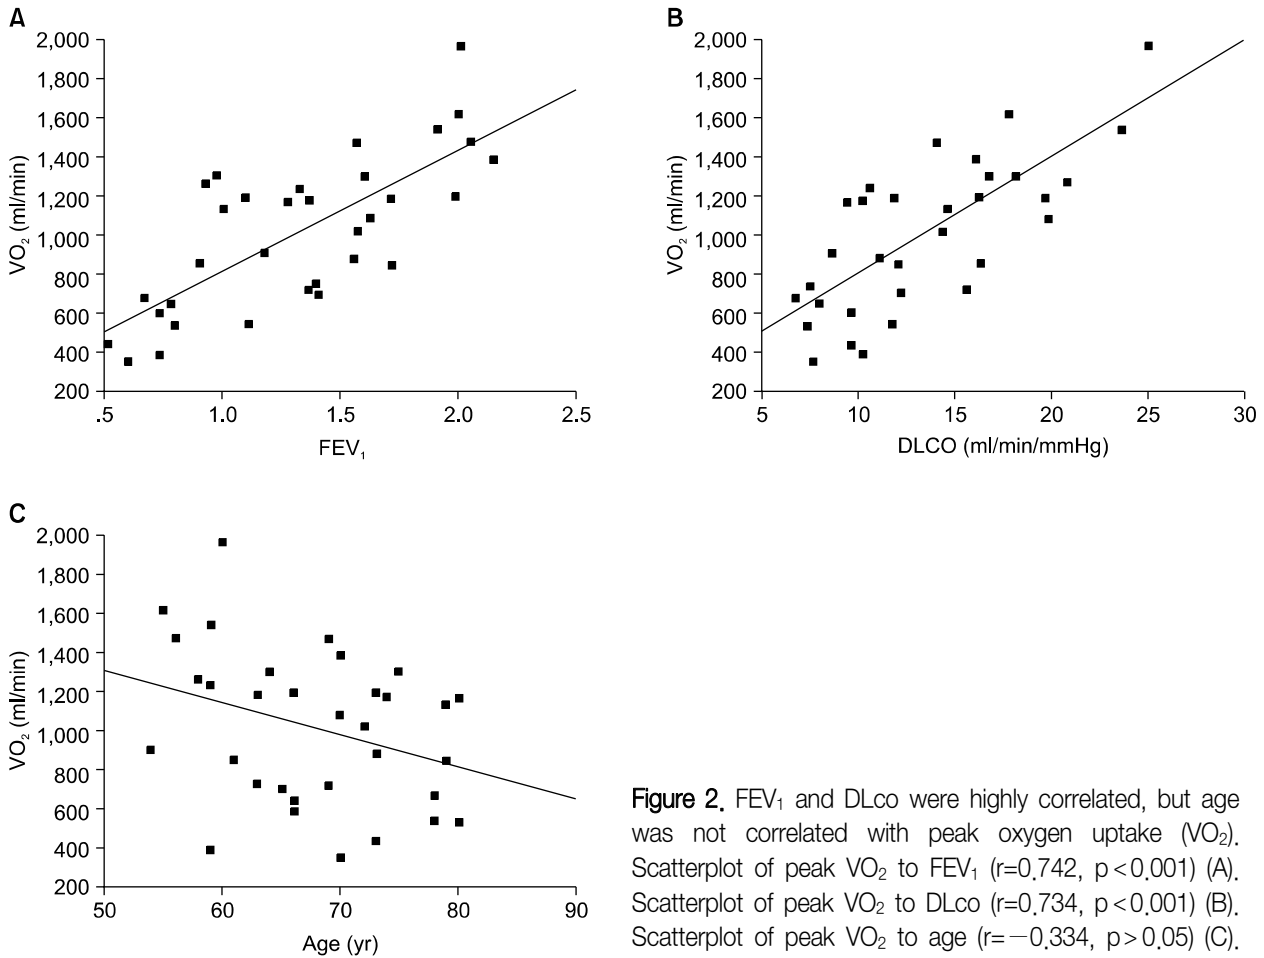 A
2,000
1,800
1,600
1,400
1,200
1,000
800
600
400
200
VO₂ (ml/min)
.5 1.0 1.5 2.0 2.5
FEV₁
B
2,000
1,800
1,600
1,400
1,200
1,000
800
600
400
200
VO₂ (ml/min)
5 10 15 20 25 30
DLCO (ml/min/mmHg)
C
2,000
1,800
1,600
1,400
1,200
1,000
800
600
400
200
VO₂ (ml/min)
50 60 70 80 90
Age (yr)
Figure 2. FEV₁ and DLco were highly correlated, but age
was not correlated with peak oxygen uptake (VO₂).
Scatterplot of peak VO₂ to FEV₁ (r=0.742, p<0.001) (A).
Scatterplot of peak VO₂ to DLco (r=0.734, p<0.001) (B).
Scatterplot of peak VO₂ to age (r=−0.334, p>0.05) (C).